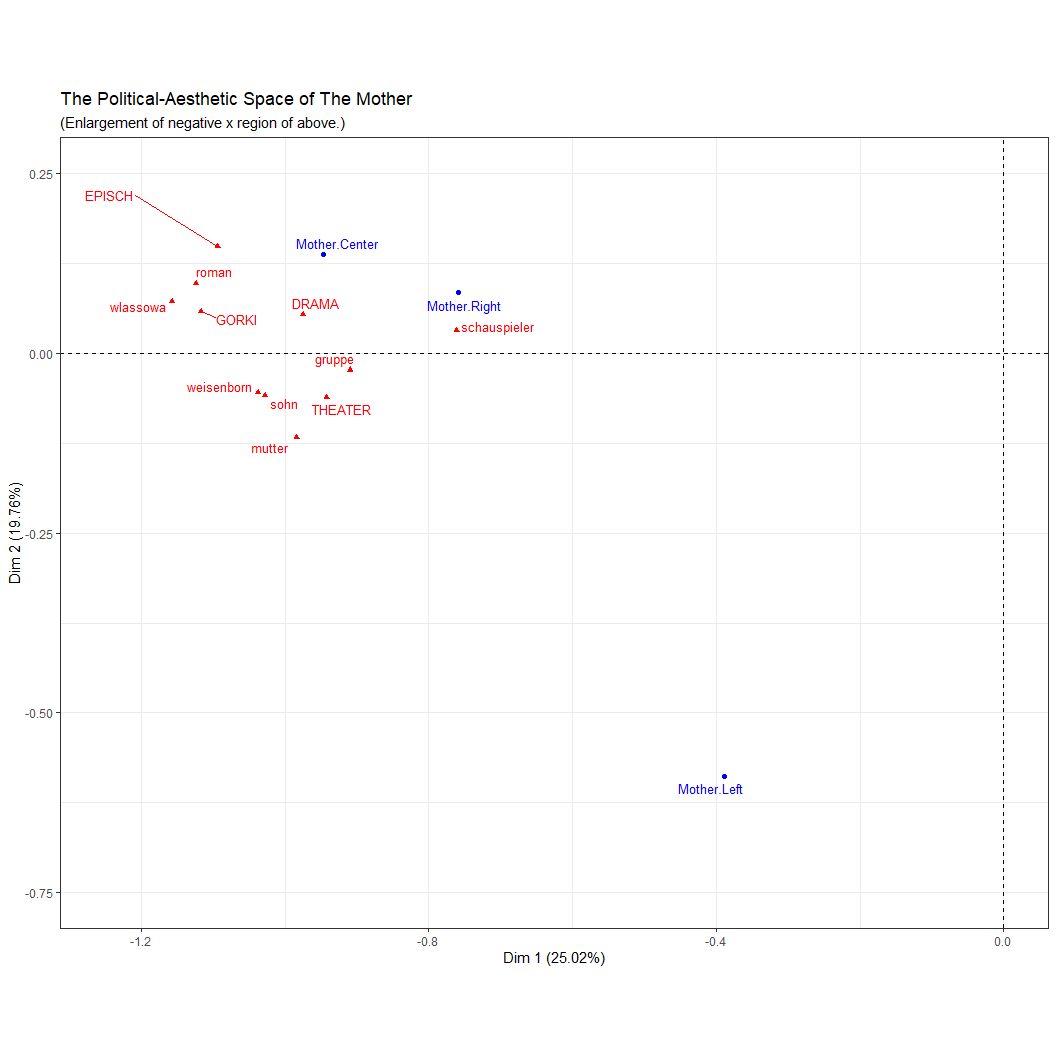 The Political-Aesthetic Space of The Mother
(Enlargement of negative x region of above.)
0.25
EPISCH
Mother.Center
roman
wlassowa
GORKI
DRAMA
Mother.Right
schauspieler
0.00
gruppe
weisenborn
sohn
THEATER
mutter
Dim 2 (19.76%)
-0.25
-0.50
Mother.Left
-0.75
-1.2
-0.8
-0.4
0.0
Dim 1 (25.02%)